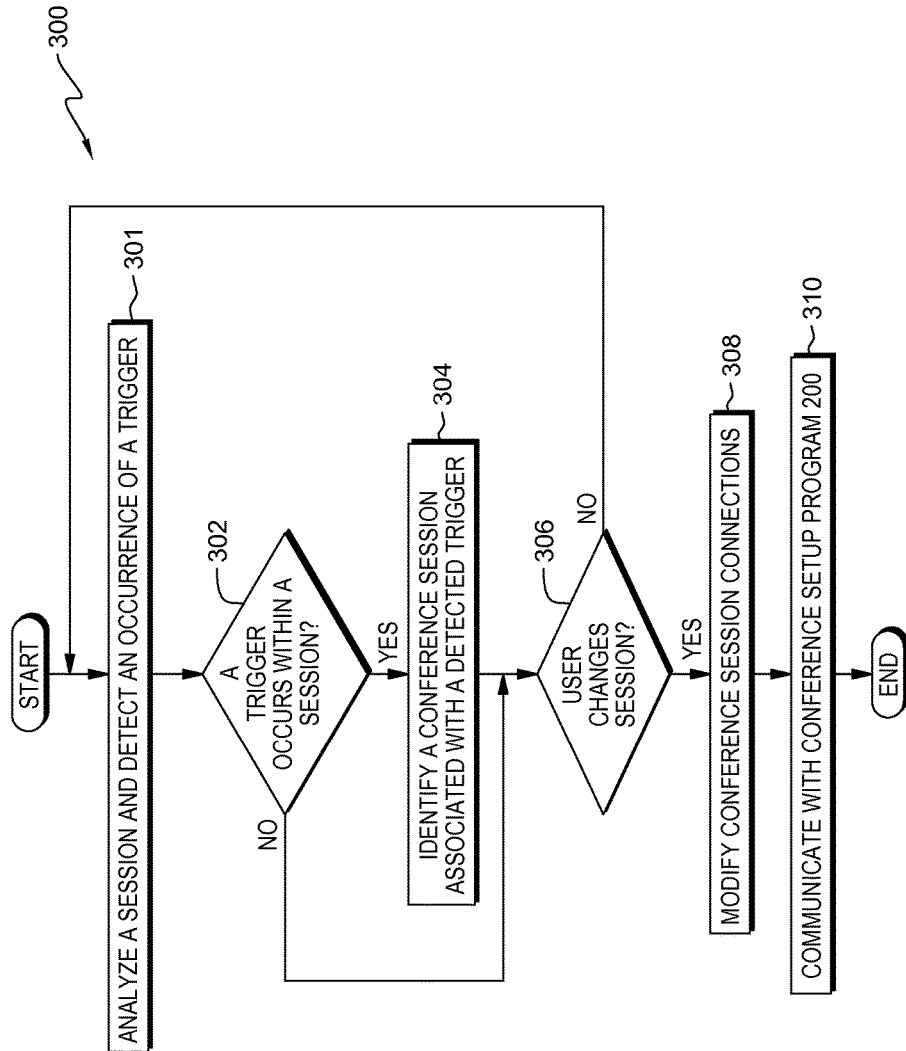 300
START
ANALYZE A SESSION AND DETECT AN OCCURRENCE OF A TRIGGER
301
302
A
TRIGGER
OCCURS WITHIN A
SESSION?
NO
YES
IDENTIFY A CONFERENCE SESSION
ASSOCIATED WITH A DETECTED TRIGGER
304
306
USER
CHANGES
SESSION?
NO
YES
MODIFY CONFERENCE SESSION CONNECTIONS
308
COMMUNICATE WITH CONFERENCE SETUP PROGRAM 200
310
END